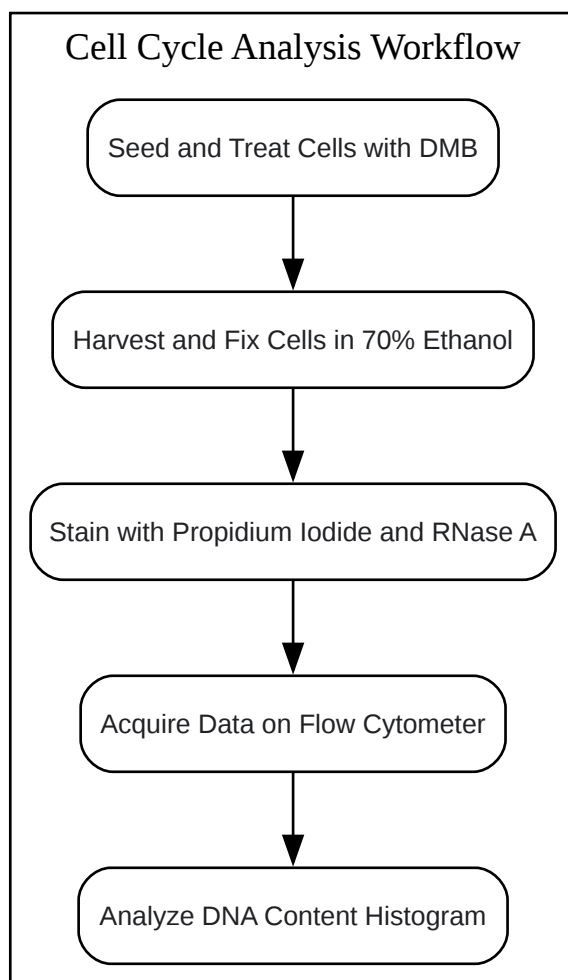 Cell Cycle Analysis Workflow
Seed and Treat Cells with DMB
Harvest and Fix Cells in 70% Ethanol
Stain with Propidium Iodide and RNase A
Acquire Data on Flow Cytometer
Analyze DNA Content Histogram